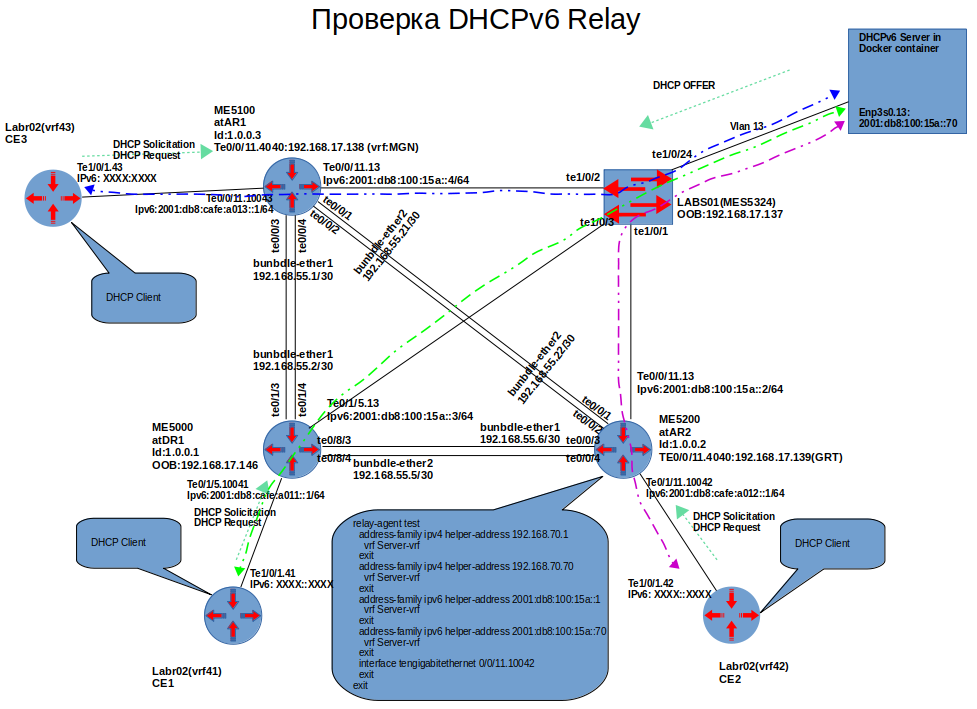 Проверка DHCPv6 Relay
DHCPv6 Server in
Docker container
Enp3s0.13:
2001:db8:100:15a::70
DHCP OFFER
Vlan 13
te1/0/24
te1/0/2
LABS01(MES5324)
OOB:192.168.17.137
te1/0/3
te1/0/1
ME5100
atAR1
Id:1.0.0.3
Te0/0/11.4040:192.168.17.138 (vrf:MGN)
Labr02(vrf43)
CE3
DHCP Solicitation
DHCP Request
Te1/0/1.43
IPv6: XXXX:XXXX
Te0/0/11.13
Ipv6:2001:db8:100:15a::4/64
Te0/0/11.10043
Ipv6:2001:db8:cafe:a013::1/64
te0/0/1
te0/0/2
te0/0/3
te0/0/4
bunbdle-ether2
192.168.55.21/30
bunbdle-ether1
192.168.55.1/30
DHCP Client
bunbdle-ether1
192.168.55.2/30
te0/1/3
te0/1/4
bunbdle-ether2
192.168.55.22/30
te0/0/1
te0/0/2
Te0/0/11.13
Ipv6:2001:db8:100:15a::2/64
Te0/1/5.13
Ipv6:2001:db8:100:15a::3/64
ME5000
atDR1
Id:1.0.0.1
OOB:192.168.17.146
te0/8/3
te0/8/4
bunbdle-ether1
192.168.55.6/30
te0/0/3
te0/0/4
bunbdle-ether2
192.168.55.5/30
ME5200
atAR2
Id:1.0.0.2
TE0/0/11.4040:192.168.17.139(GRT)
Te0/1/5.10041
Ipv6:2001:db8:cafe:a011::1/64
DHCP Solicitation
DHCP Request
Te0/1/11.10042
Ipv6:2001:db8:cafe:a012::1/64
DHCP Solicitation
DHCP Request
DHCP Client
Te1/0/1.41
IPv6: XXXX::XXXX
Labr02(vrf41)
CE1
relay-agent test
address-family ipv4 helper-address 192.168.70.1
vrf Server-vrf
exit
address-family ipv4 helper-address 192.168.70.70
vrf Server-vrf
exit
address-family ipv6 helper-address 2001:db8:100:15a::1
vrf Server-vrf
exit
address-family ipv6 helper-address 2001:db8:100:15a::70
vrf Server-vrf
exit
interface tengigabitethernet 0/0/11.10042
exit
exit
DHCP Client
Te1/0/1.42
IPv6: XXXX::XXXX
Labr02(vrf42)
CE2